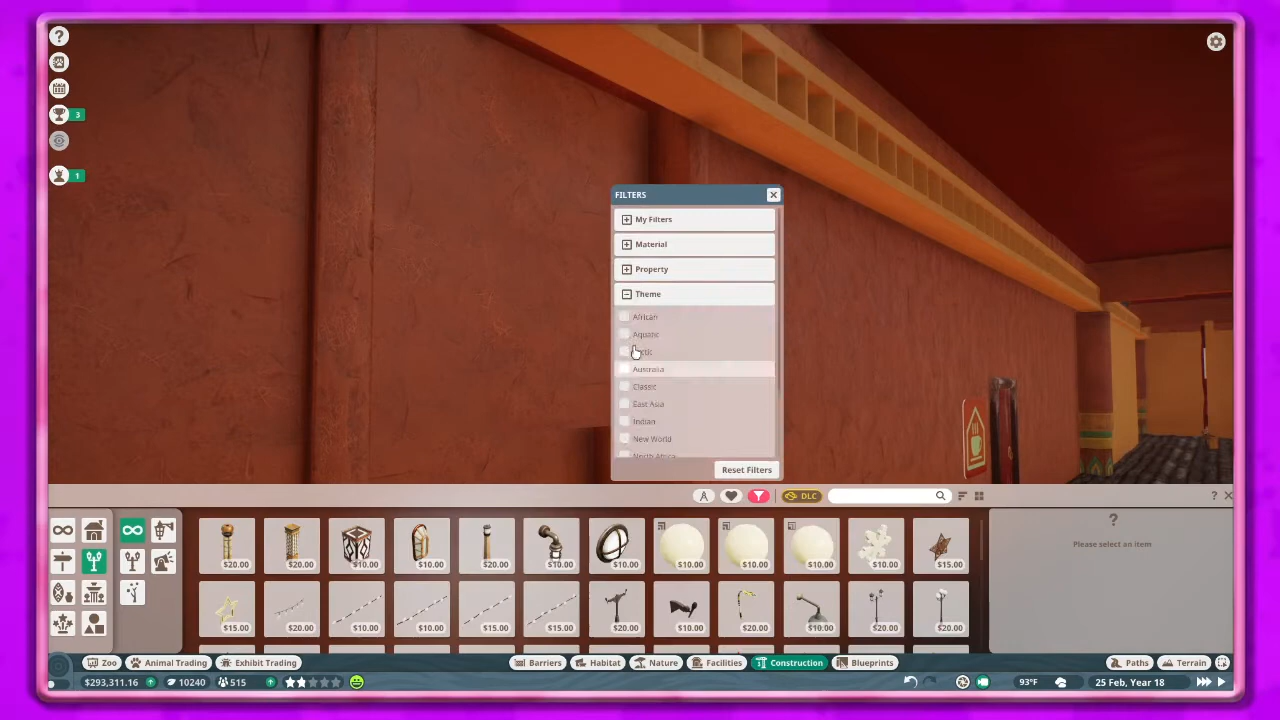 ?
3
1
FILTERS
My Filters
Material
Property
Theme
African
Aquatic
Australia
Classic
East Asia
Indian
New World
North Africa
Reset Filters
DLC
? ×
?
Please select an item
$20.00 $20.00 $10.00 $10.00 $20.00 $10.00 $10.00 $10.00 $10.00 $10.00 $10.00 $15.00
$15.00 $20.00 $10.00 $10.00 $15.00 $15.00 $20.00 $10.00 $20.00 $10.00 $20.00 $20.00
Zoo Animal Trading Exhibit Trading Barriers Habitat Nature Facilities Construction Blueprints Paths Terrain
$293,311.16 10240 515 93°F 25 Feb, Year 18